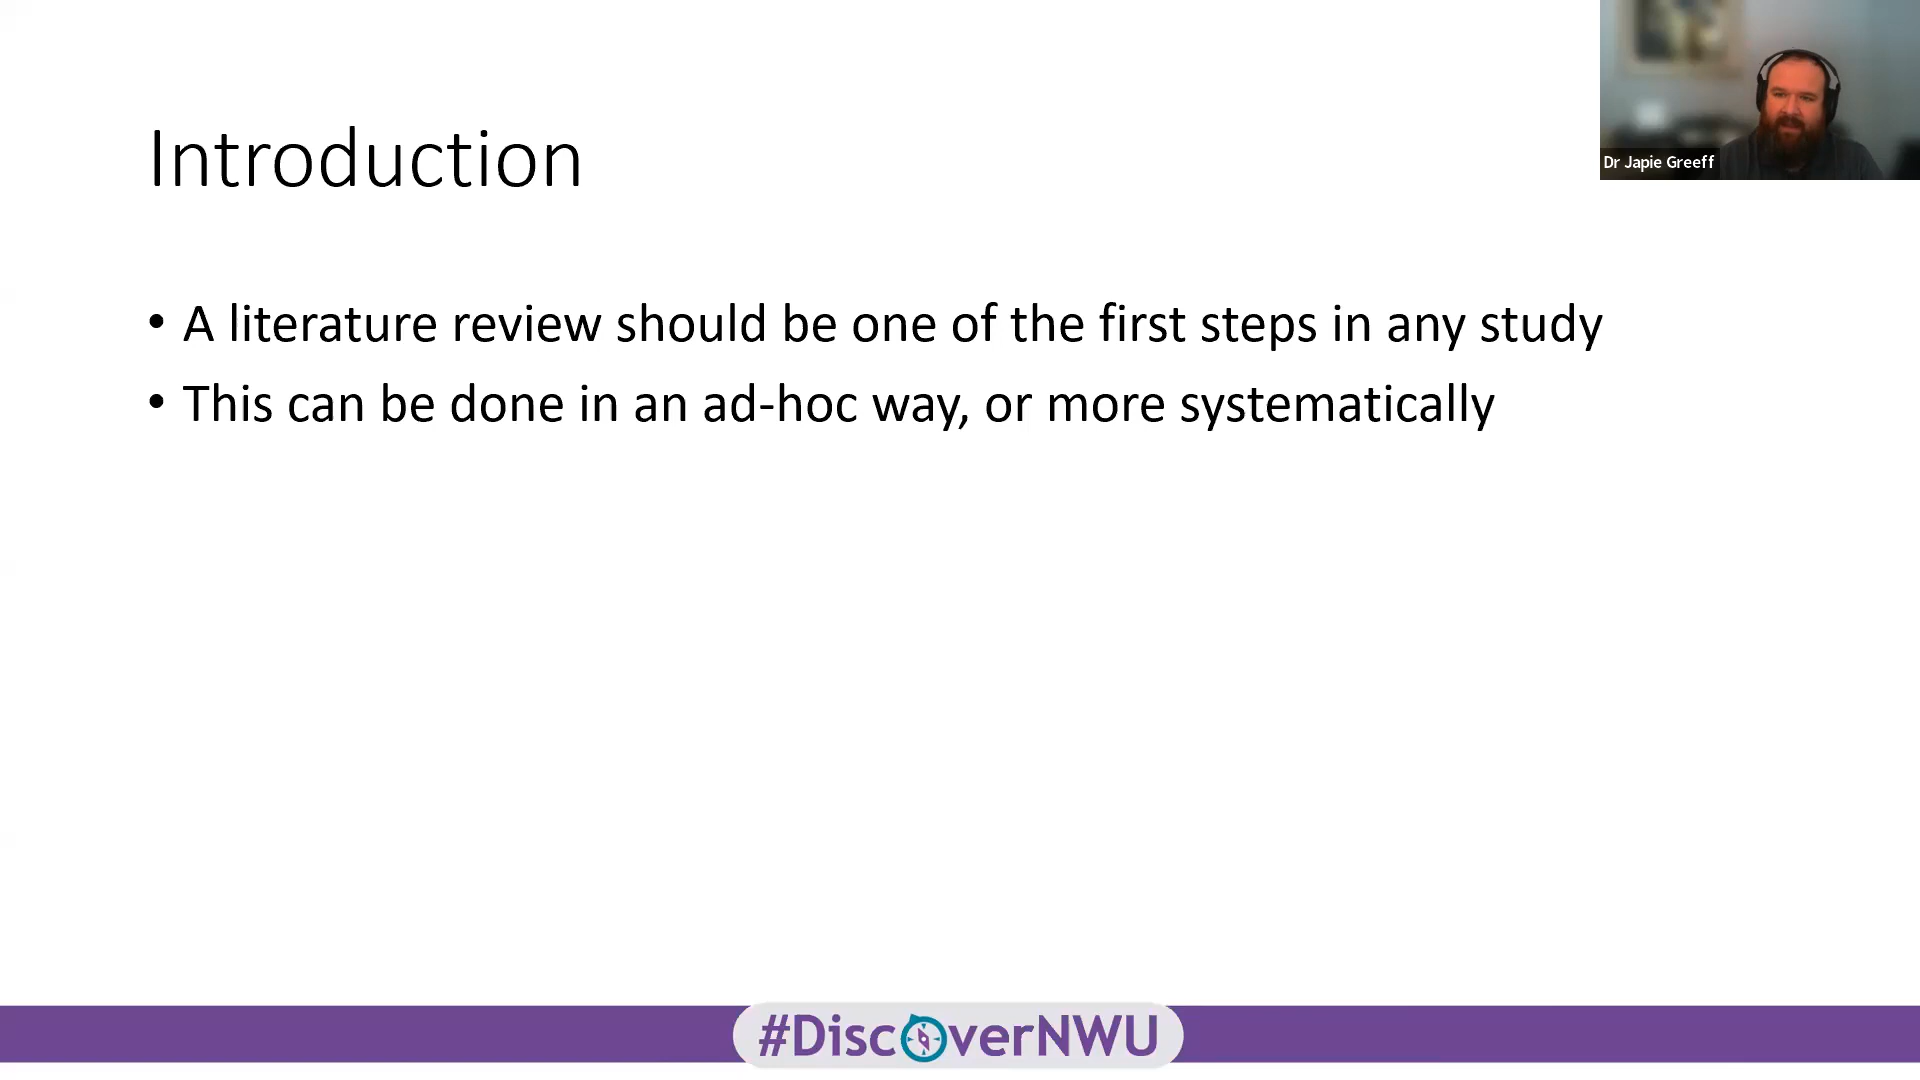 Introduction
Dr Japie Greeff
• A literature review should be one of the first steps in any study
• This can be done in an ad-hoc way, or more systematically
#DiscoverNWU